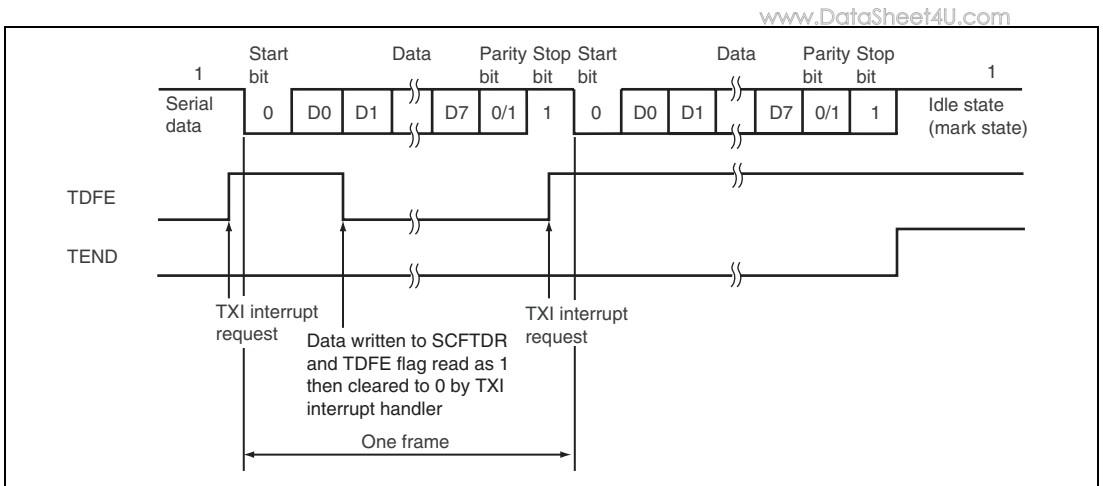 www.DataSheet4U.com
Start Data Parity Stop Start Data Parity Stop
1 bit bit bit bit bit bit 1
Serial data
0 D0 D1 D7 0/1 1 0 D0 D1 D7 0/1 1
Idle state
(mark state)
TDFE
TEND
TXI interrupt
request
Data written to SCFTDR
and TDFE flag read as 1
then cleared to 0 by TXI
interrupt handler
TXI interrupt
request
One frame